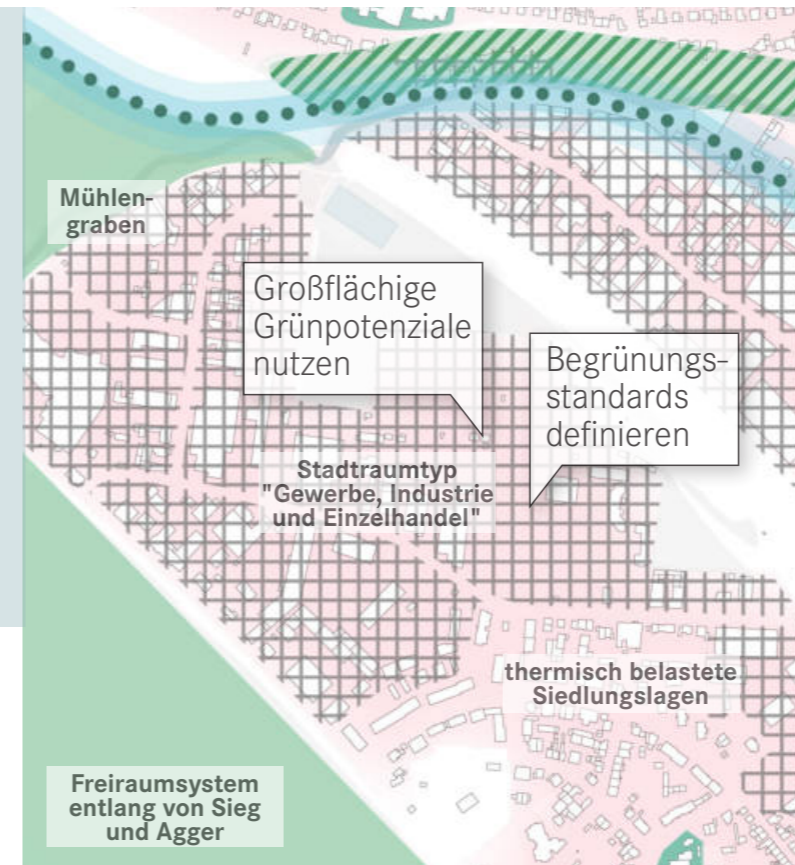 Mühlen-
graben
Großflächige
Grünpotenziale
nutzen
Begrünungs-
standards
definieren
Stadtraumtyp
"Gewerbe, Industrie
und Einzelhandel"
thermisch belastete
Siedlungslagen
Freiraumsystem
entlang von Sieg
und Agger